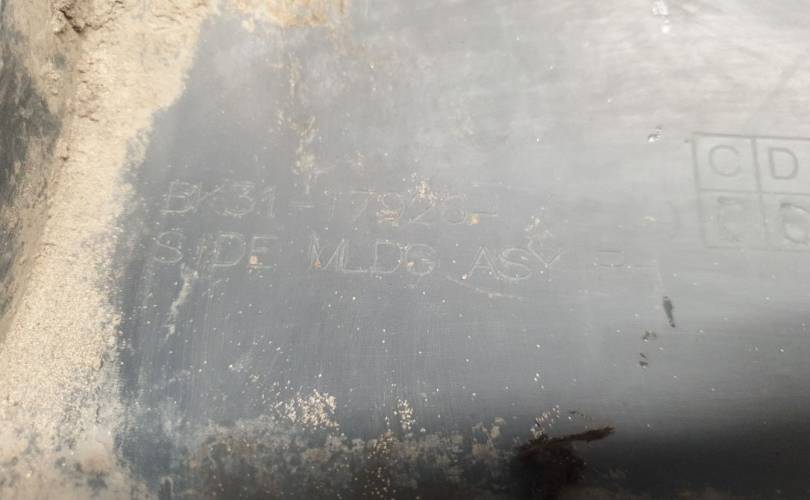 BK31-17926-
SIDE MLDG ASY
C D